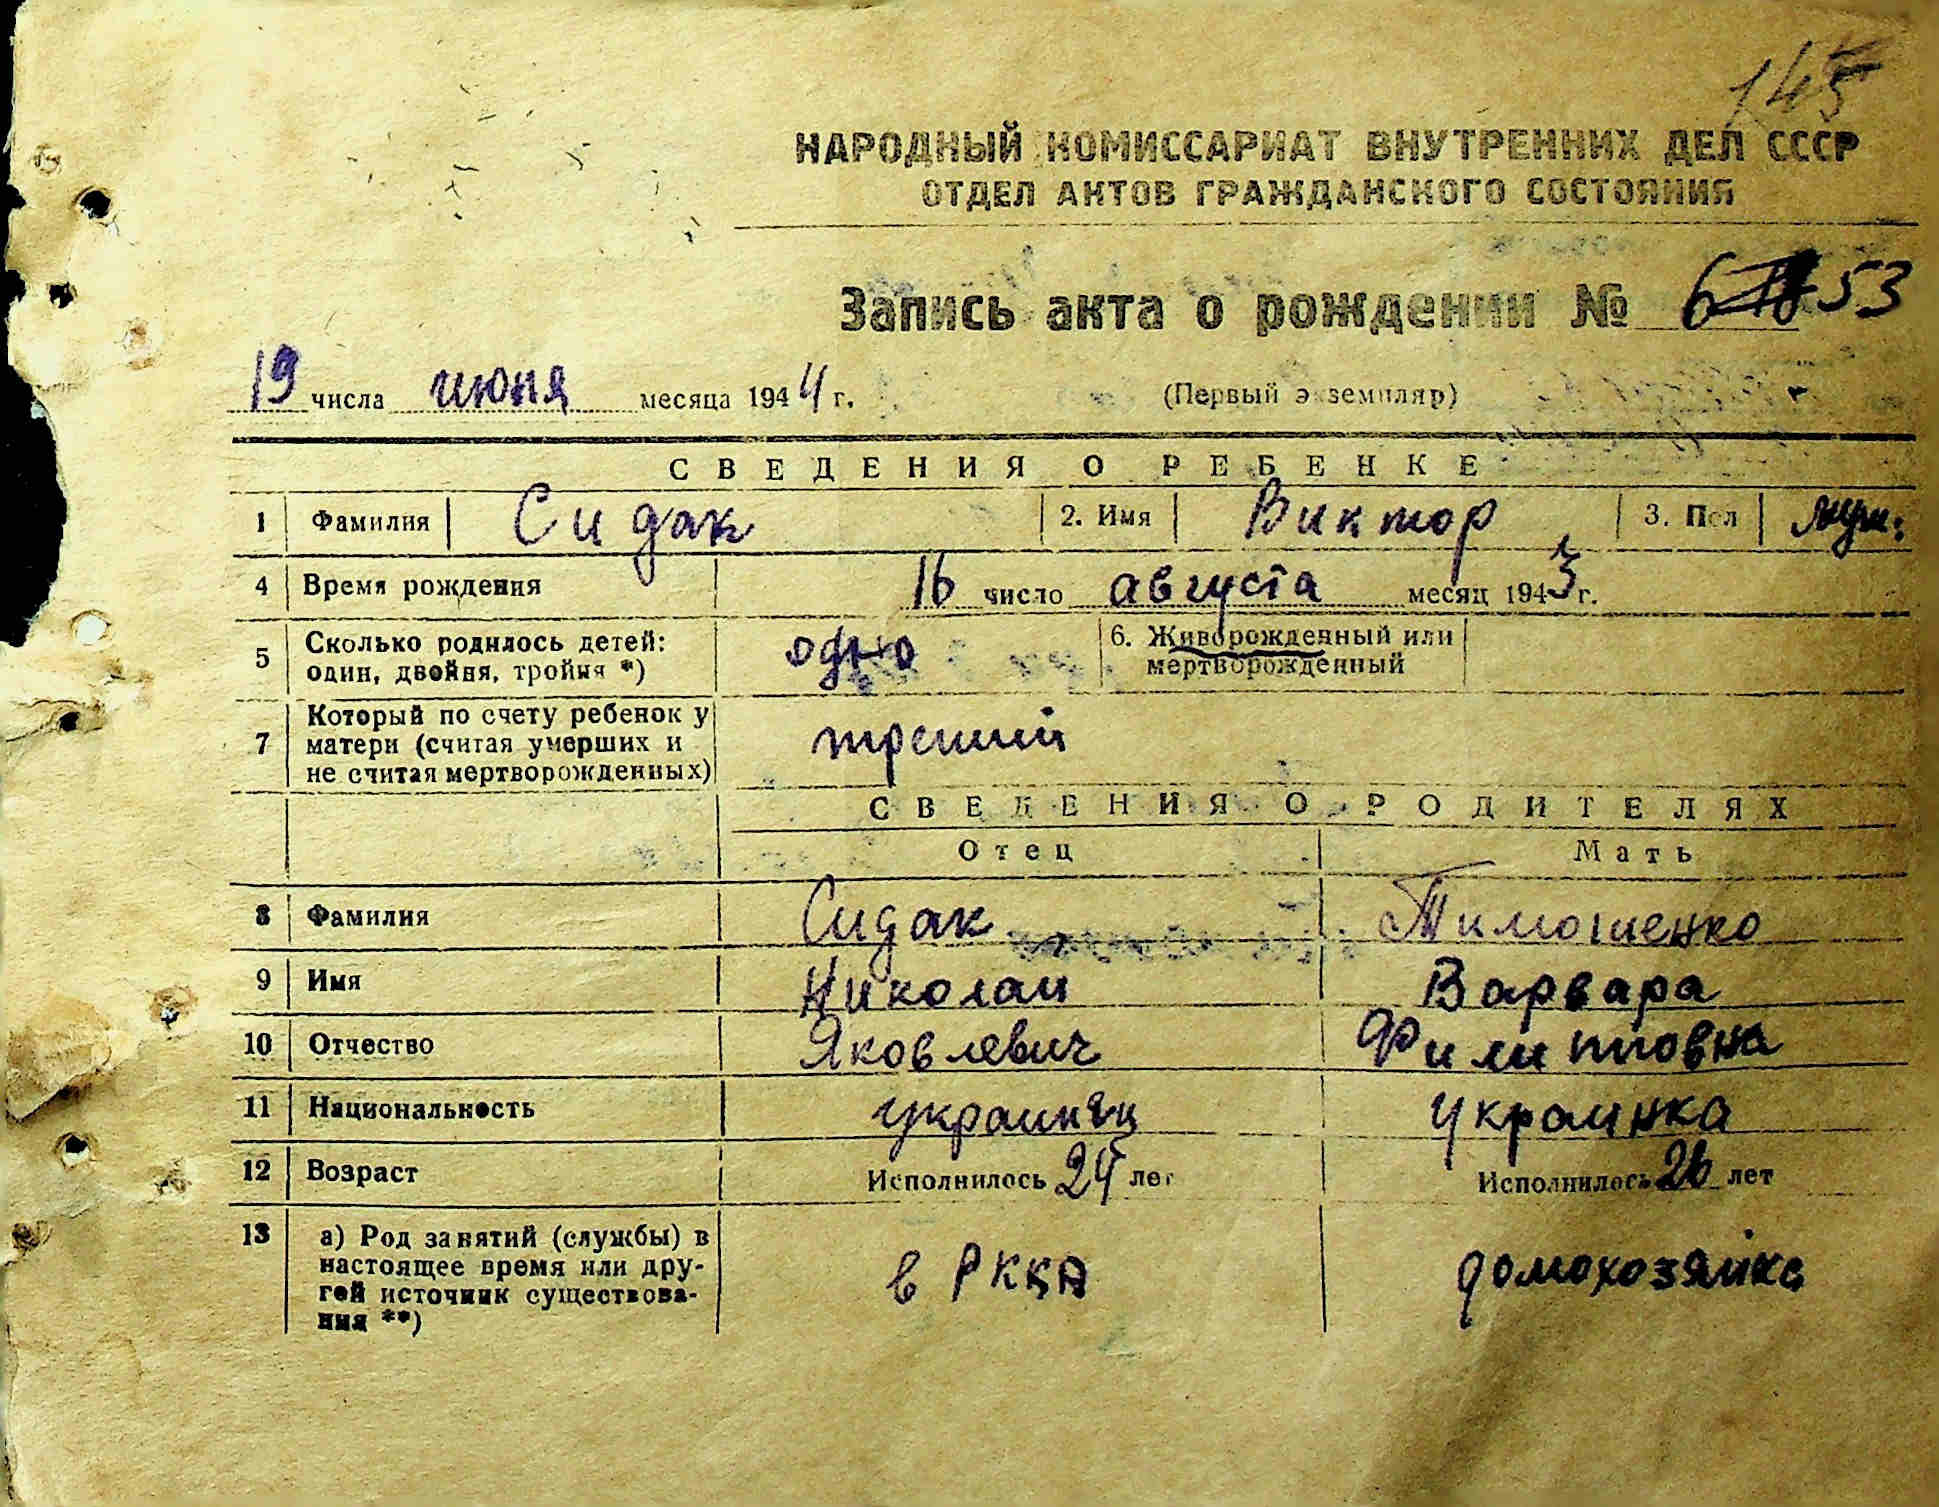 145
НАРОДНЫЙ КОМИССАРИАТ ВНУТРЕННИХ ДЕЛ СССР
ОТДЕЛ АКТОВ ГРАЖДАНСКОГО СОСТОЯНИЯ
Запись акта о рождении № 53
19 числа июня месяца 1944 г. (Первый экземпляр)
СВЕДЕНИЯ О РЕБЕНКЕ
1 Фамилия Сидак 2. Имя Виктор 3. Пол муж.
4 Время рождения 16 число августа месяц 1943 г.
5 Сколько родилось детей: один, двойня, тройня *) одно 6. Живорожденный или мертворожденный
7 Который по счету ребенок у матери (считая умерших и не считая мертворожденных) третий
СВЕДЕНИЯ О РОДИТЕЛЯХ
Отец Мать
8 Фамилия Сидак Тимошенко
9 Имя Николай Варвара
10 Отчество Яковлевич Филипповна
11 Национальность украинец украинка
12 Возраст Исполнилось 24 лет Исполнилось 26 лет
13 а) Род занятий (службы) в настоящее время или другой источник существования **) в РККА домохозяйка